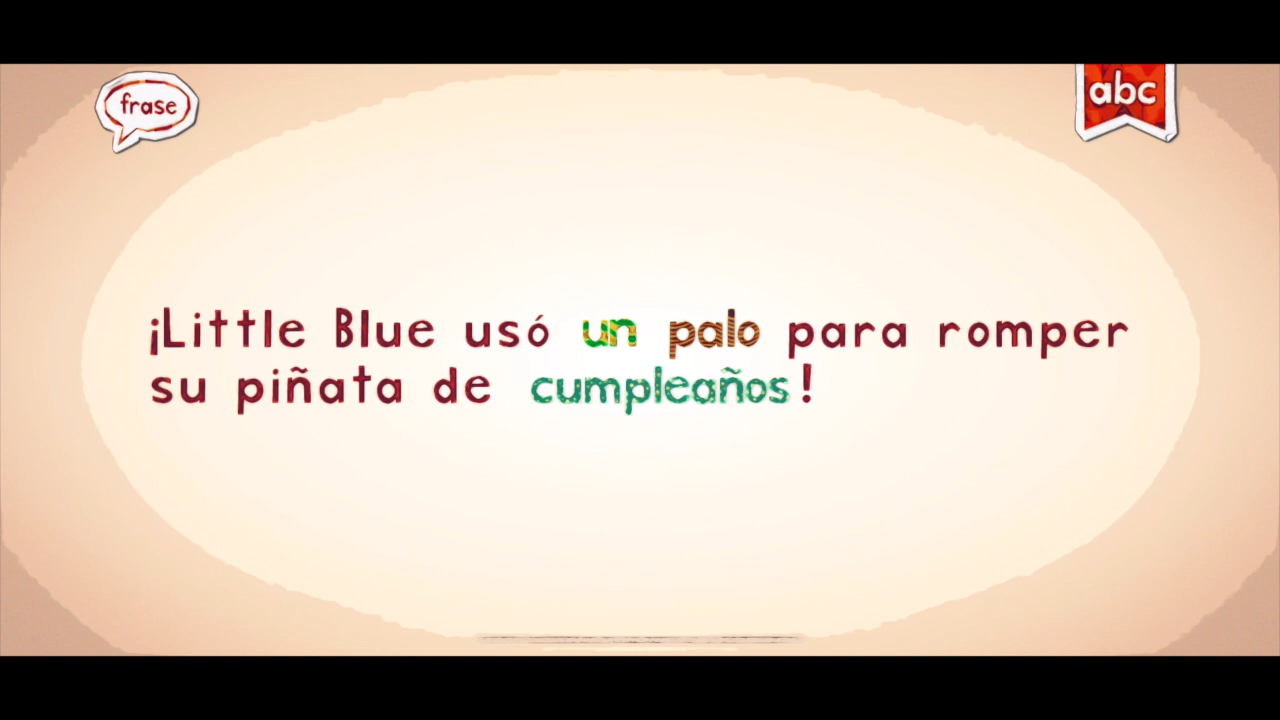 frase
abc
¡Little Blue usó un palo para romper
su piñata de cumpleaños!